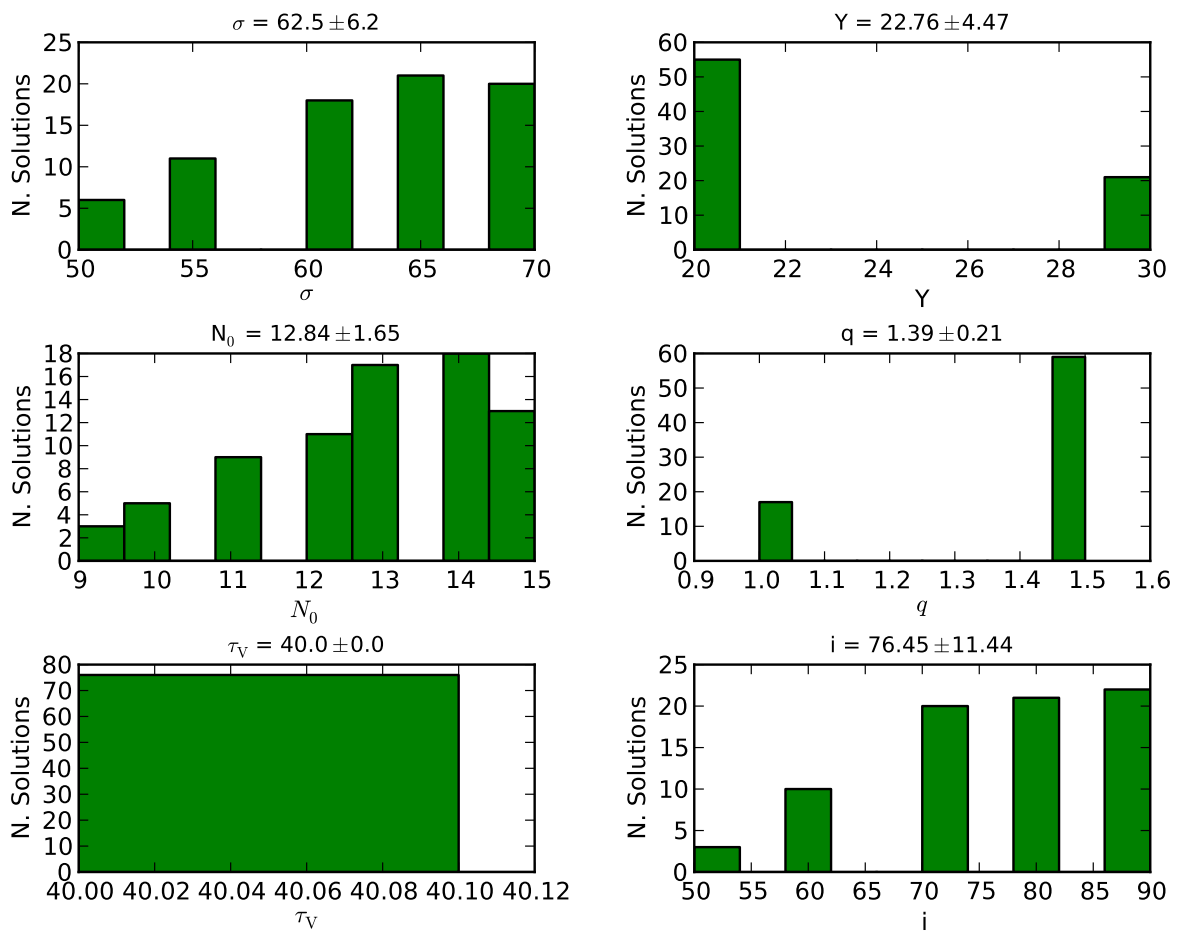 σ = 62.5±6.2
N. Solutions
25
20
15
10
5
0
50 55 60 65 70
σ
Y = 22.76±4.47
N. Solutions
60
50
40
30
20
10
0
20 22 24 26 28 30
Y
N₀ = 12.84±1.65
N. Solutions
18
16
14
12
10
8
6
4
2
0
9 10 11 12 13 14 15
N₀
q = 1.39±0.21
N. Solutions
60
50
40
30
20
10
0
0.9 1.0 1.1 1.2 1.3 1.4 1.5 1.6
q
τV = 40.0±0.0
N. Solutions
80
70
60
50
40
30
20
10
0
40.00 40.02 40.04 40.06 40.08 40.10 40.12
τV
i = 76.45±11.44
N. Solutions
25
20
15
10
5
0
50 55 60 65 70 75 80 85 90
i